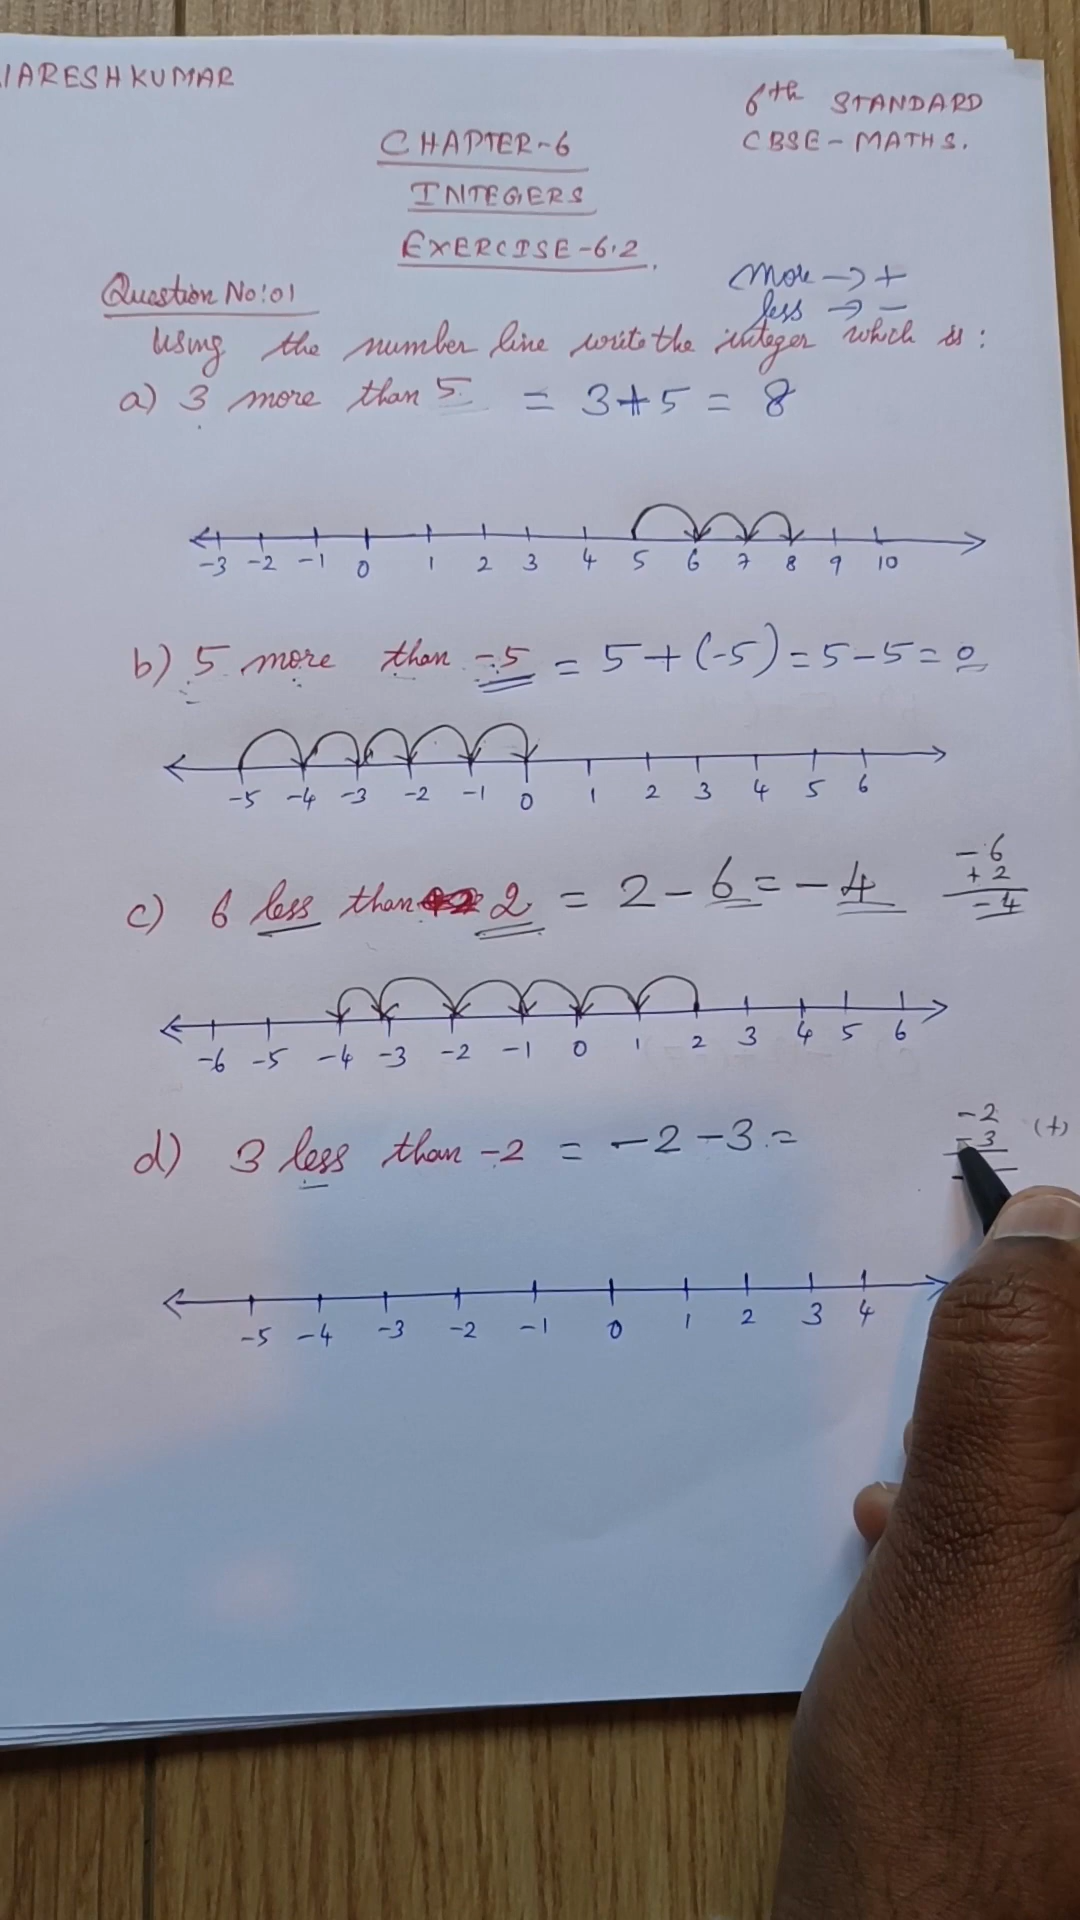 ARESHKUMAR
6th STANDARD
CBSE - MATHS.
CHAPTER-6
INTEGERS
EXERCISE-6.2
Question No:01
More → +
less → -
Using the number line write the integer which is:
a) 3 more than 5 = 3+5 = 8
-3 -2 -1 0 1 2 3 4 5 6 7 8 9 10
b) 5 more than -5 = 5+(-5) = 5-5 = 0
-5 -4 -3 -2 -1 0 1 2 3 4 5 6
c) 6 less than 2 = 2-6 = -4
-6
+2
-4
-6 -5 -4 -3 -2 -1 0 1 2 3 4 5 6
d) 3 less than -2 = -2-3 =
-2
-3 (+)
-
-5 -4 -3 -2 -1 0 1 2 3 4